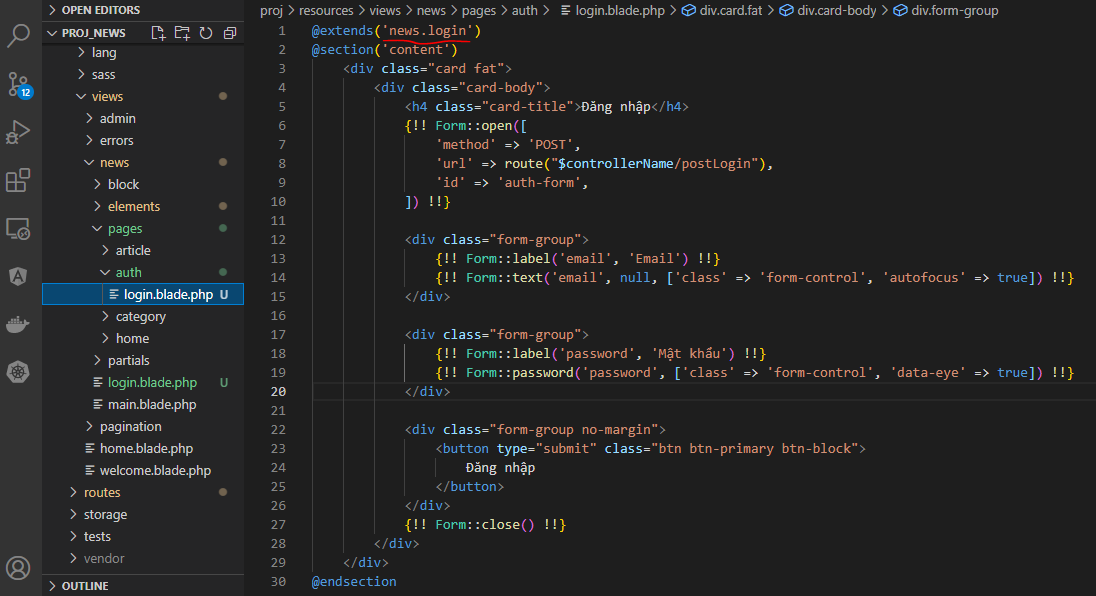 OPEN EDITORS
PROJ_NEWS
lang
sass
views
admin
errors
news
block
elements
pages
article
auth
login.blade.php U
category
home
partials
login.blade.php U
main.blade.php
pagination
home.blade.php
welcome.blade.php
routes
storage
tests
vendor
OUTLINE
12
proj > resources > views > news > pages > auth > login.blade.php > div.card.fat > div.card-body > div.form-group
1 @extends('news.login')
2 @section('content')
3 <div class="card fat">
4 <div class="card-body">
5 <h4 class="card-title">Đăng nhập</h4>
6 {!! Form::open([
7 'method' => 'POST',
8 'url' => route("$controllerName/postLogin"),
9 'id' => 'auth-form',
10 ]) !!}
11
12 <div class="form-group">
13 {!! Form::label('email', 'Email') !!}
14 {!! Form::text('email', null, ['class' => 'form-control', 'autofocus' => true]) !!}
15 </div>
16
17 <div class="form-group">
18 {!! Form::label('password', 'Mật khẩu') !!}
19 {!! Form::password('password', ['class' => 'form-control', 'data-eye' => true]) !!}
20 </div>
21
22 <div class="form-group no-margin">
23 <button type="submit" class="btn btn-primary btn-block">
24 Đăng nhập
25 </button>
26 </div>
27 {!! Form::close() !!}
28 </div>
29 </div>
30 @endsection